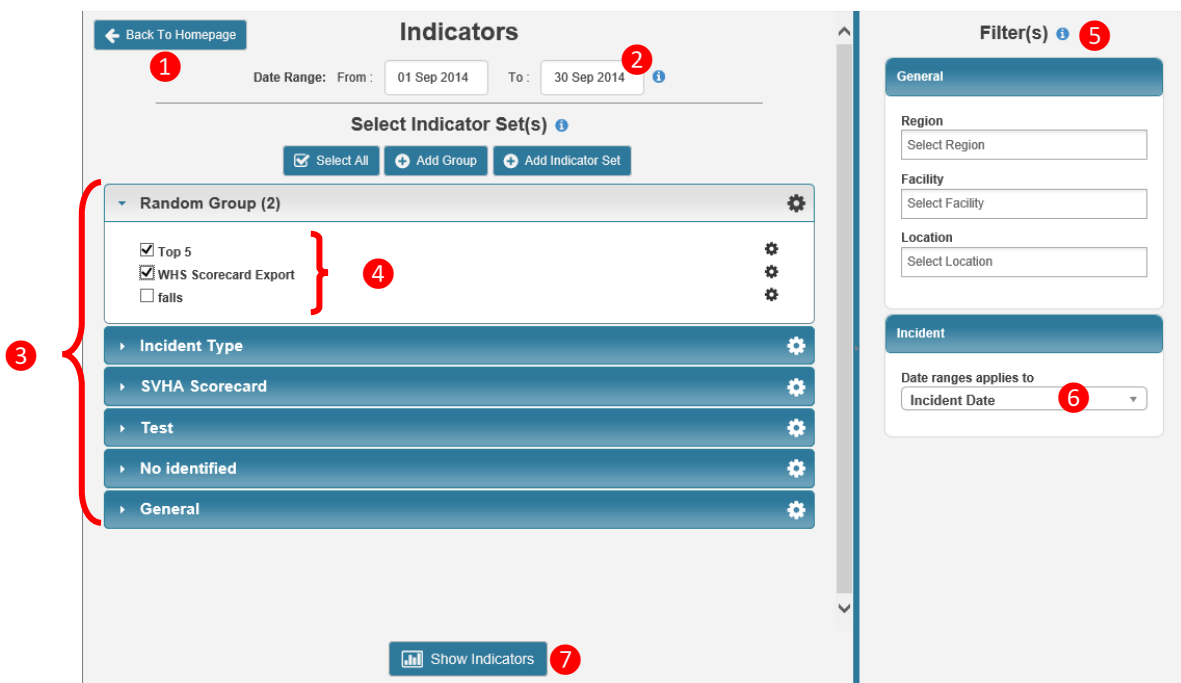 Back To Homepage
Indicators
1
2
Date Range: From : 01 Sep 2014 To : 30 Sep 2014
Select Indicator Set(s)
Select All Add Group Add Indicator Set
3
Random Group (2)
Top 5
WHS Scorecard Export
falls
4
Incident Type
SVHA Scorecard
Test
No identified
General
Show Indicators
7
Filter(s)
5
General
Region
Select Region
Facility
Select Facility
Location
Select Location
Incident
Date ranges applies to
Incident Date
6